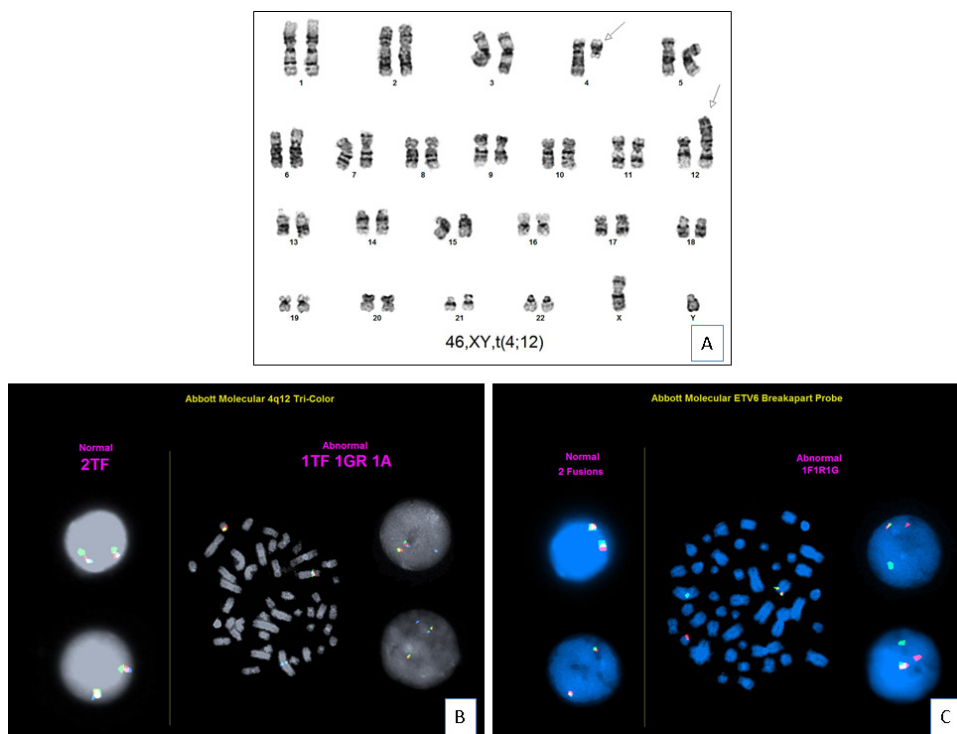 1 2 3 4 5
6 7 8 9 10 11 12
13 14 15 16 17 18
19 20 21 22 X Y
46,XY,t(4;12)
A
Abbott Molecular 4q12 Tri-Color
Normal
2TF
Abnormal
1TF 1GR 1A
B
Abbott Molecular ETV6 Breakapart Probe
Normal
2 Fusions
Abnormal
1F1R1G
C